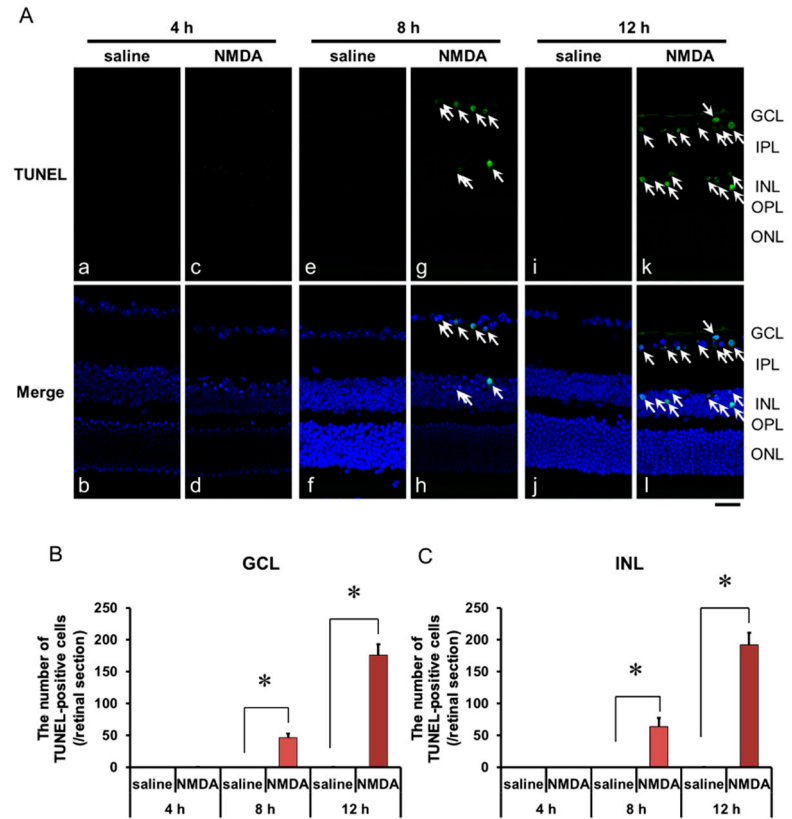 A
4 h 8 h 12 h
saline NMDA saline NMDA saline NMDA
TUNEL
GCL
IPL
INL
OPL
ONL
a c e g i k
Merge
GCL
IPL
INL
OPL
ONL
b d f h j l
B
GCL
The number of
TUNEL-positive cells
(/retinal section)
250
200
150
100
50
0
*
*
saline NMDA saline NMDA saline NMDA
4 h 8 h 12 h
C
INL
The number of
TUNEL-positive cells
(/retinal section)
250
200
150
100
50
0
*
*
saline NMDA saline NMDA saline NMDA
4 h 8 h 12 h